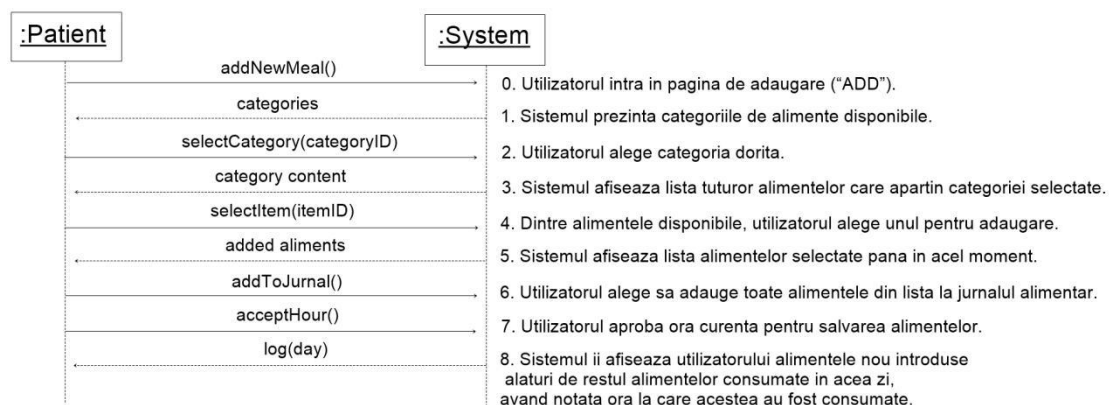 :Patient
:System
addNewMeal()
0. Utilizatorul intra in pagina de adaugare (“ADD”).
categories
1. Sistemul prezinta categoriile de alimente disponibile.
selectCategory(categoryID)
2. Utilizatorul alege categoria dorita.
category content
3. Sistemul afiseaza lista tuturor alimentelor care apartin categoriei selectate.
selectItem(itemID)
4. Dintre alimentele disponibile, utilizatorul alege unul pentru adaugare.
added aliments
5. Sistemul afiseaza lista alimentelor selectate pana in acel moment.
addToJurnal()
6. Utilizatorul alege sa adauge toate alimentele din lista la jurnalul alimentar.
acceptHour()
7. Utilizatorul aproba ora curenta pentru salvarea alimentelor.
log(day)
8. Sistemul ii afiseaza utilizatorului alimentele nou introduse
alaturi de restul alimentelor consumate in acea zi,
avand notata ora la care acestea au fost consumate.